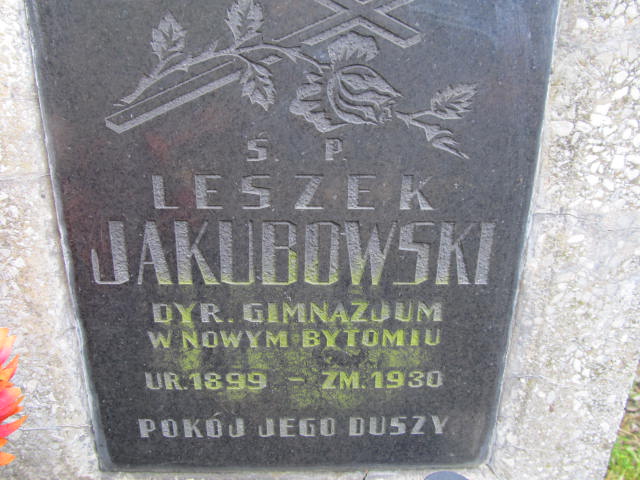 Ś. P.
LESZEK
JAKUBOWSKI
DYR. GIMNAZJUM
W NOWYM BYTOMIU
UR. 1899 – ZM. 1930
POKÓJ JEGO DUSZY